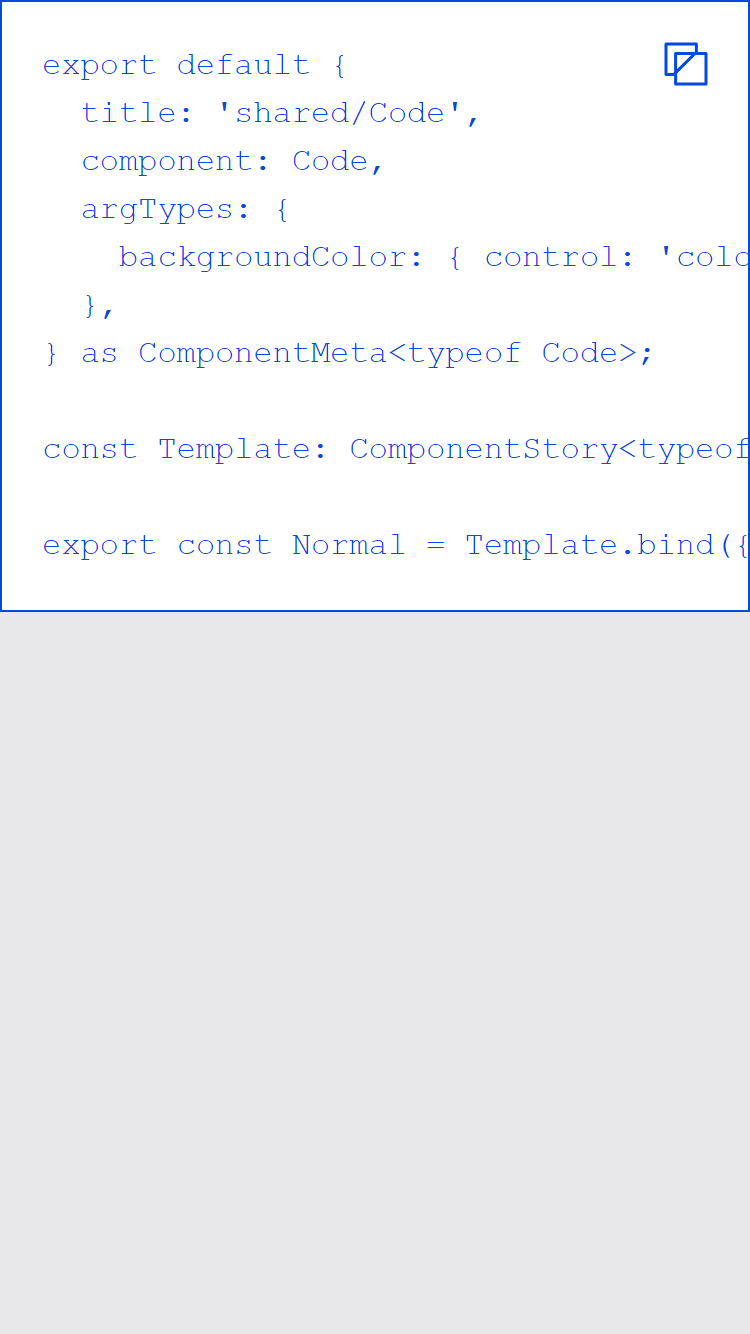 export default {
  title: 'shared/Code',
  component: Code,
  argTypes: {
    backgroundColor: { control: 'colo
  },
} as ComponentMeta<typeof Code>;

const Template: ComponentStory<typeof

export const Normal = Template.bind({